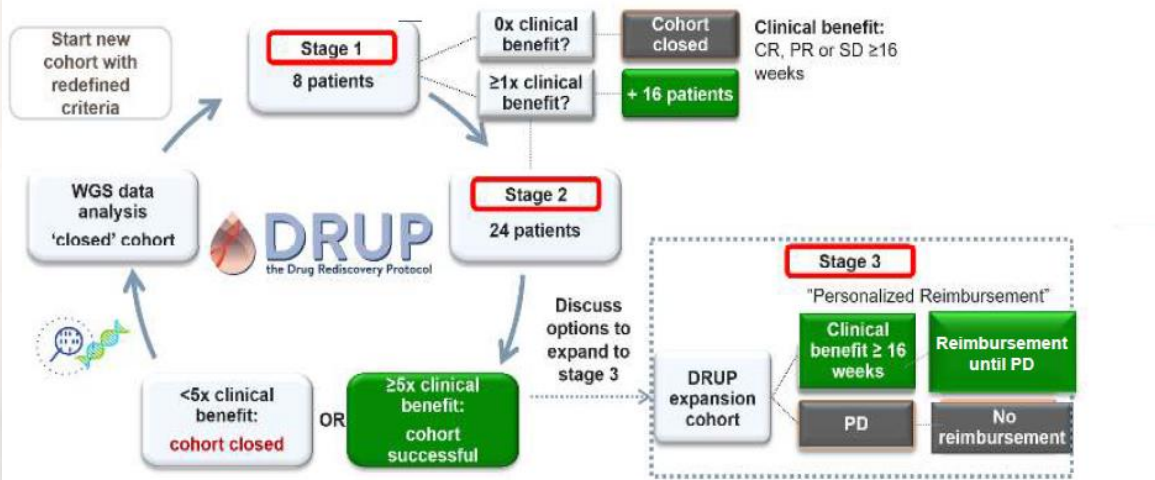 Start new
cohort with
redefined
criteria
Stage 1
8 patients
0x clinical
benefit?
Cohort
closed
≥1x clinical
benefit?
+ 16 patients
Clinical benefit:
CR, PR or SD ≥16
weeks
WGS data
analysis
‘closed’ cohort
DRUP
the Drug Rediscovery Protocol
Stage 2
24 patients
<5x clinical
benefit:
cohort closed
OR
≥5x clinical
benefit:
cohort
successful
Discuss
options to
expand to
stage 3
Stage 3
"Personalized Reimbursement"
DRUP
expansion
cohort
Clinical
benefit ≥ 16
weeks
Reimbursement
until PD
PD
No
reimbursement